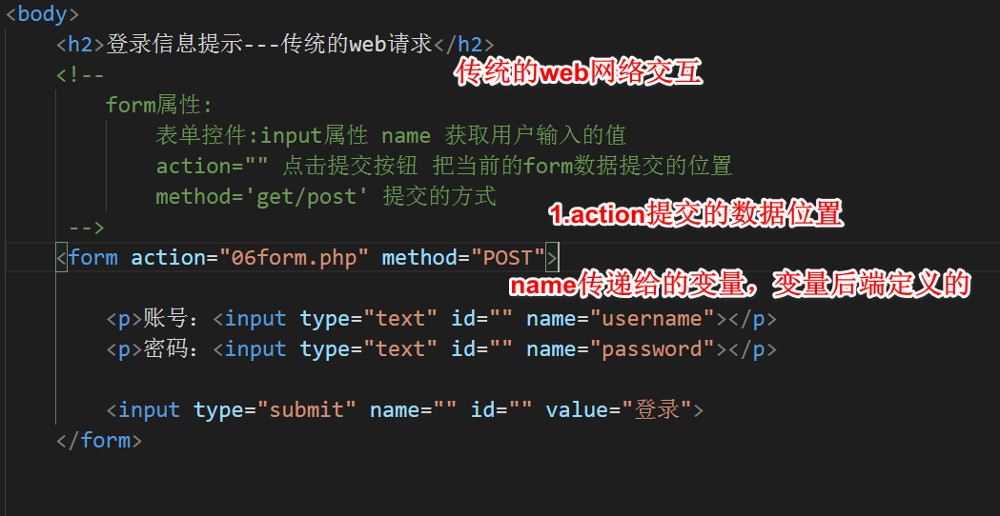 <body>
<h2>登录信息提示---传统的web请求</h2>
传统的web网络交互
<!--
form属性:
表单控件:input属性 name 获取用户输入的值
action="" 点击提交按钮 把当前的form数据提交的位置
method='get/post' 提交的方式
1.action提交的数据位置
-->
<form action="06form.php" method="POST">
name传递给的变量，变量后端定义的
<p>账号：<input type="text" id="" name="username"></p>
<p>密码：<input type="text" id="" name="password"></p>
<input type="submit" name="" id="" value="登录">
</form>